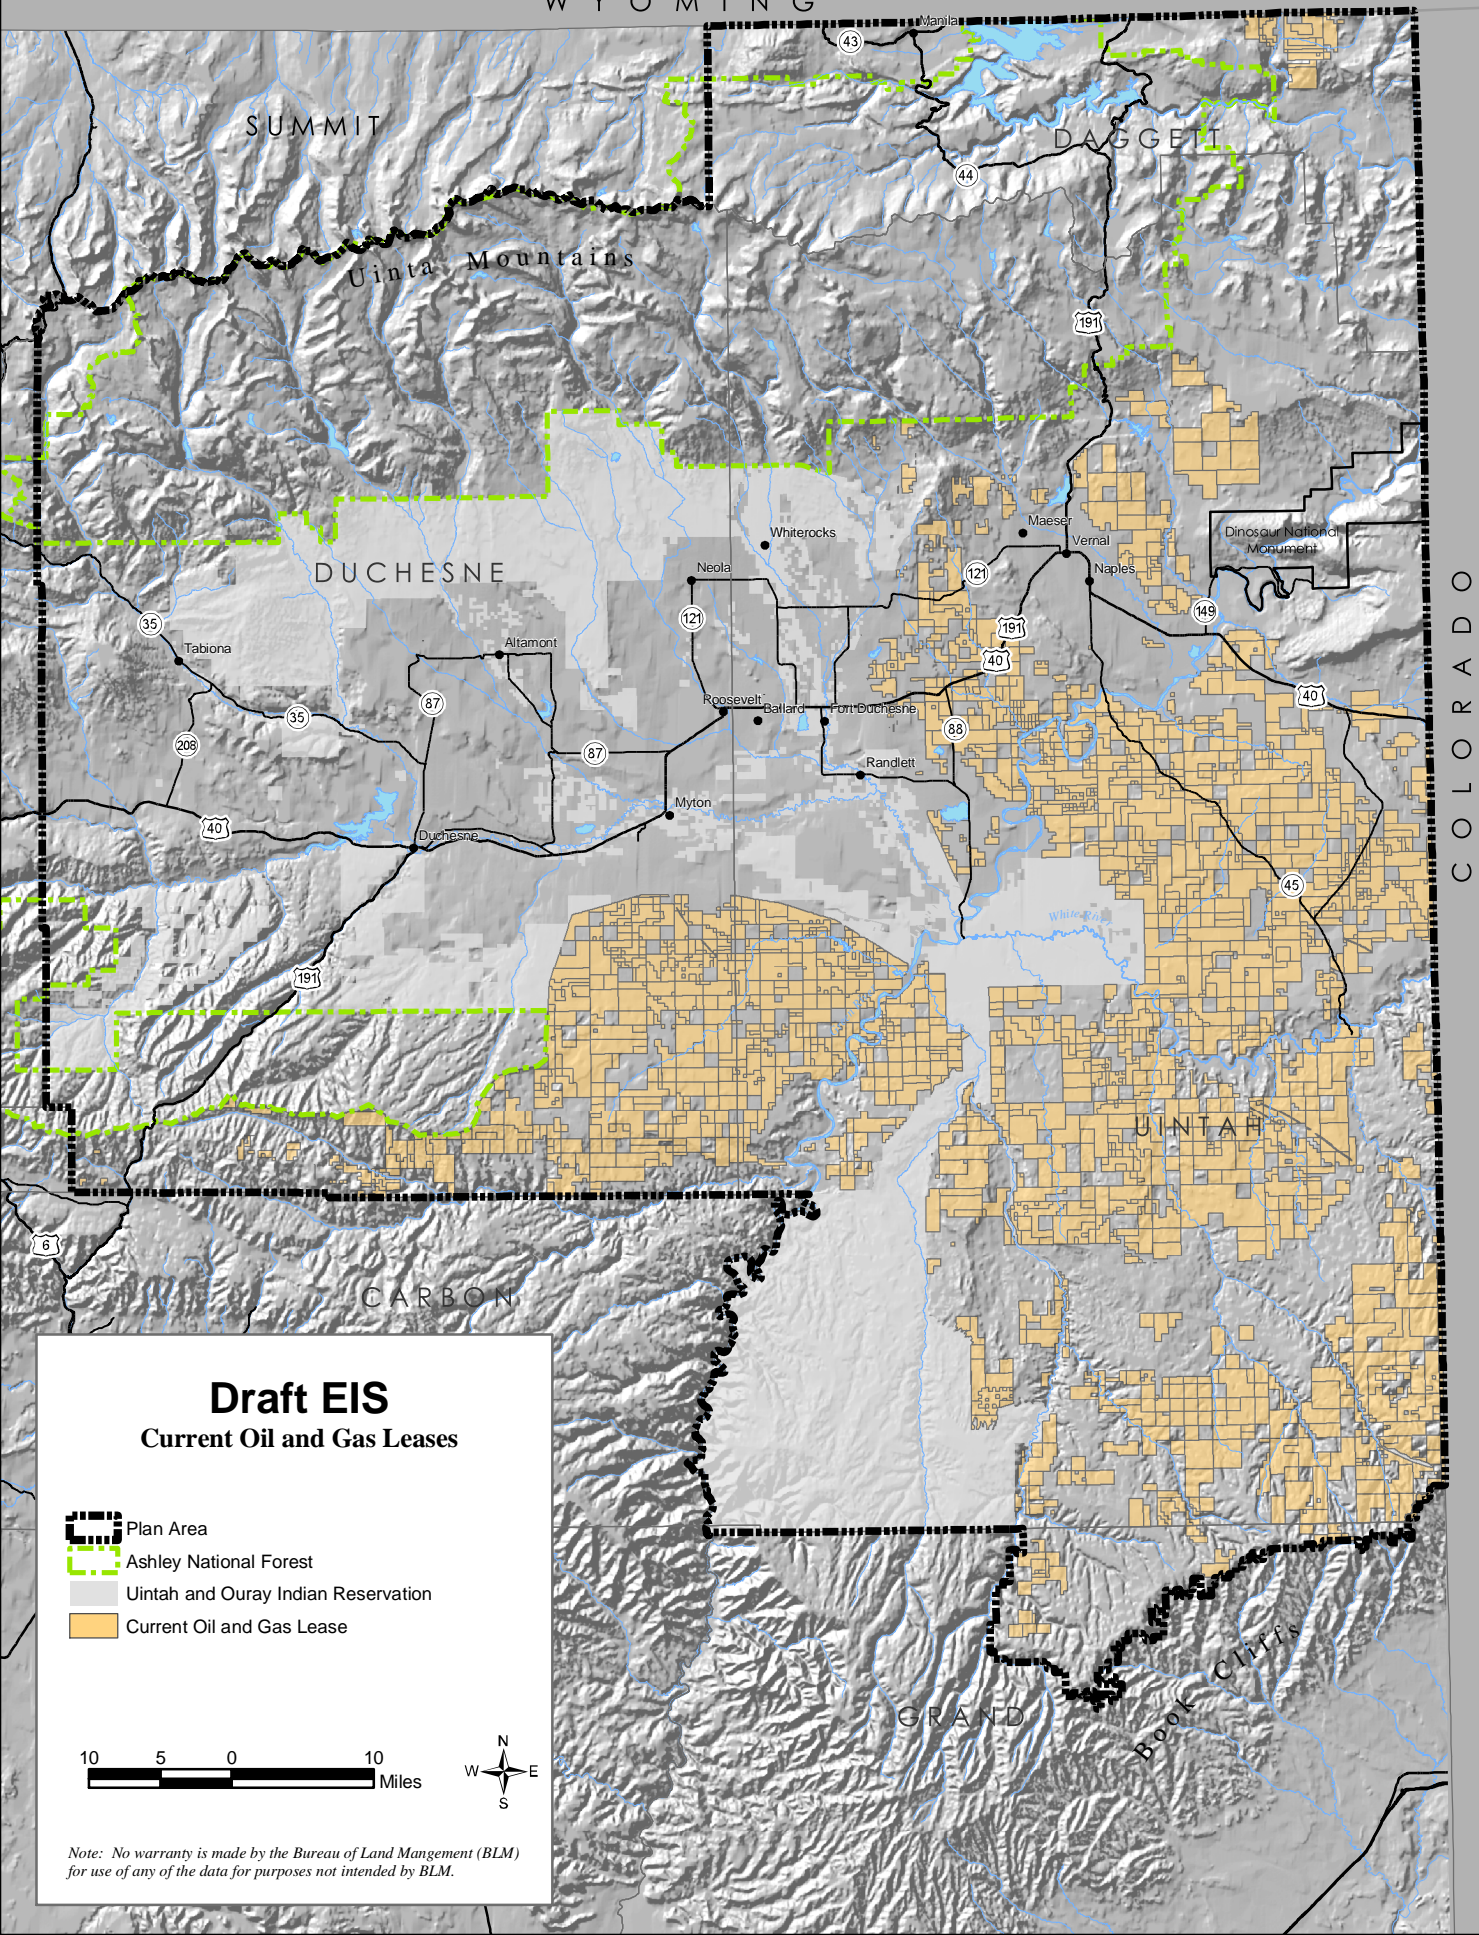 WYOMING
Manila
43
SUMMIT
DAGGETT
44
Uinta Mountains
191
Dinosaur National
Monument
Maeser
Whiterocks
Vernal
Neola
Naples
DUCHESNE
121
121
149
35
191
Tabiona
Altamont
40
COLORADO
87
Roosevelt
Ballard
Fort Duchesne
40
35
88
208
87
Randlett
Myton
40
Duchesne
45
White River
191
UINTAH
6
CARBON
Draft EIS
Current Oil and Gas Leases
Plan Area
Ashley National Forest
Uintah and Ouray Indian Reservation
Current Oil and Gas Lease
Book Cliffs
GRAND
10 5 0 10
Miles
N
W E
S
Note: No warranty is made by the Bureau of Land Mangement (BLM)
for use of any of the data for purposes not intended by BLM.